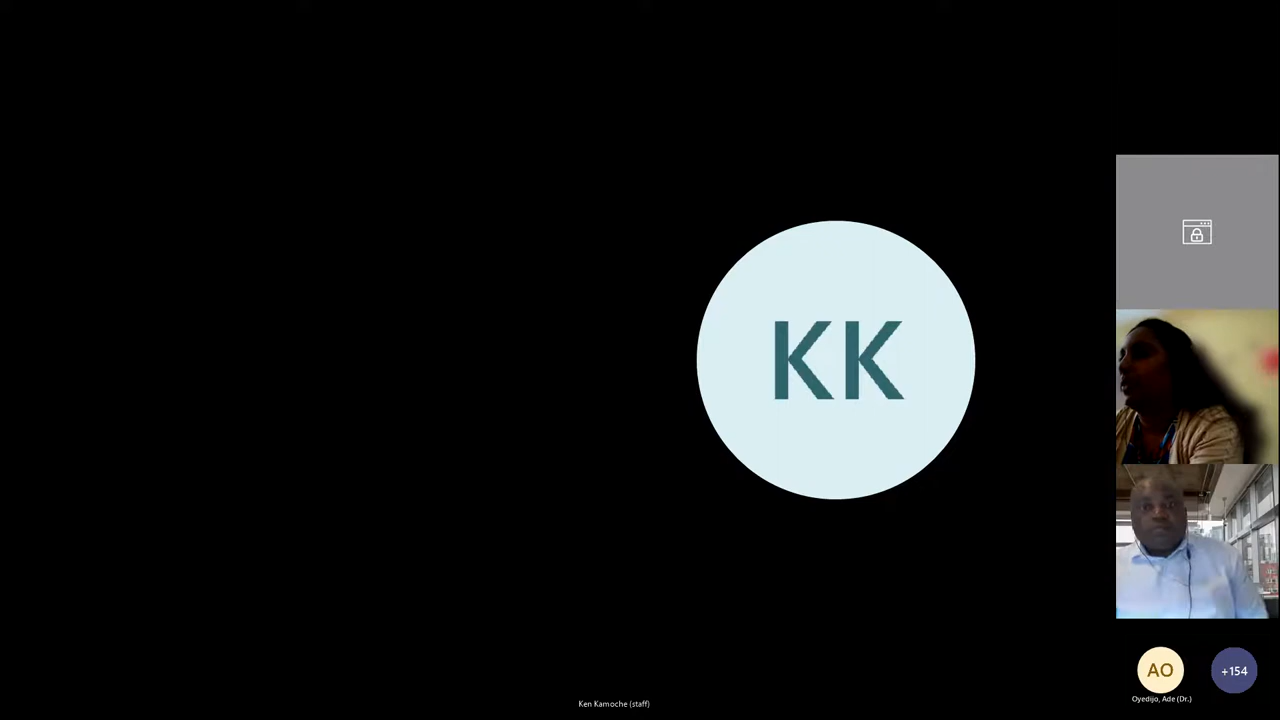 KK
AO
+154
Oyedijo, Ade (Dr.)
Ken Kamoche (staff)